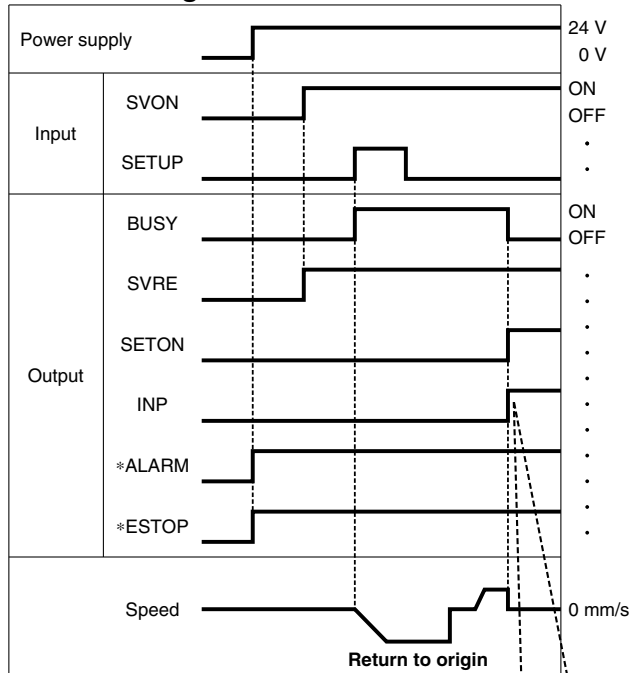 Power supply
24 V
0 V
Input
SVON
ON
OFF
SETUP
Output
BUSY
ON
OFF
SVRE
SETON
INP
*ALARM
*ESTOP
Speed
0 mm/s
Return to origin